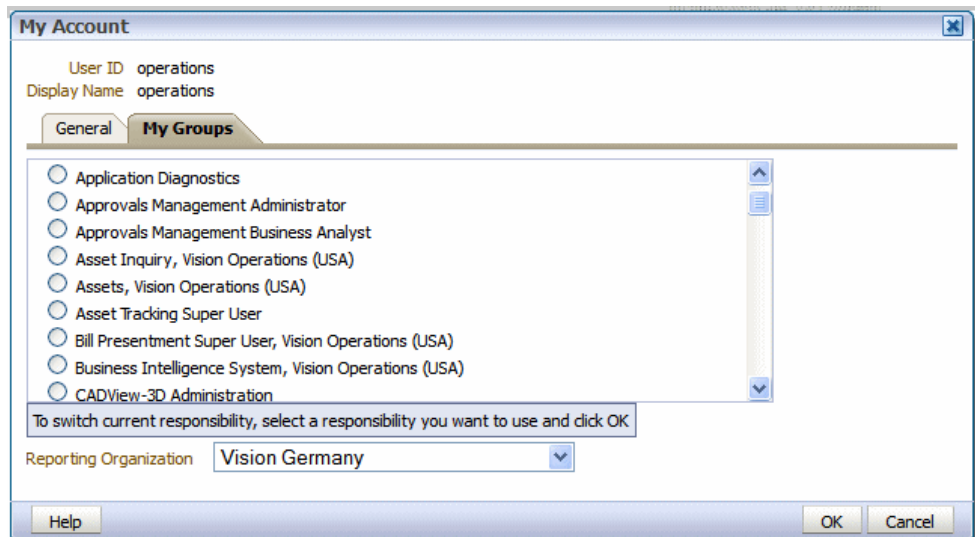 My Account
User ID operations
Display Name operations
General My Groups
Application Diagnostics
Approvals Management Administrator
Approvals Management Business Analyst
Asset Inquiry, Vision Operations (USA)
Assets, Vision Operations (USA)
Asset Tracking Super User
Bill Presentment Super User, Vision Operations (USA)
Business Intelligence System, Vision Operations (USA)
CADView-3D Administration
To switch current responsibility, select a responsibility you want to use and click OK
Reporting Organization Vision Germany
Help OK Cancel